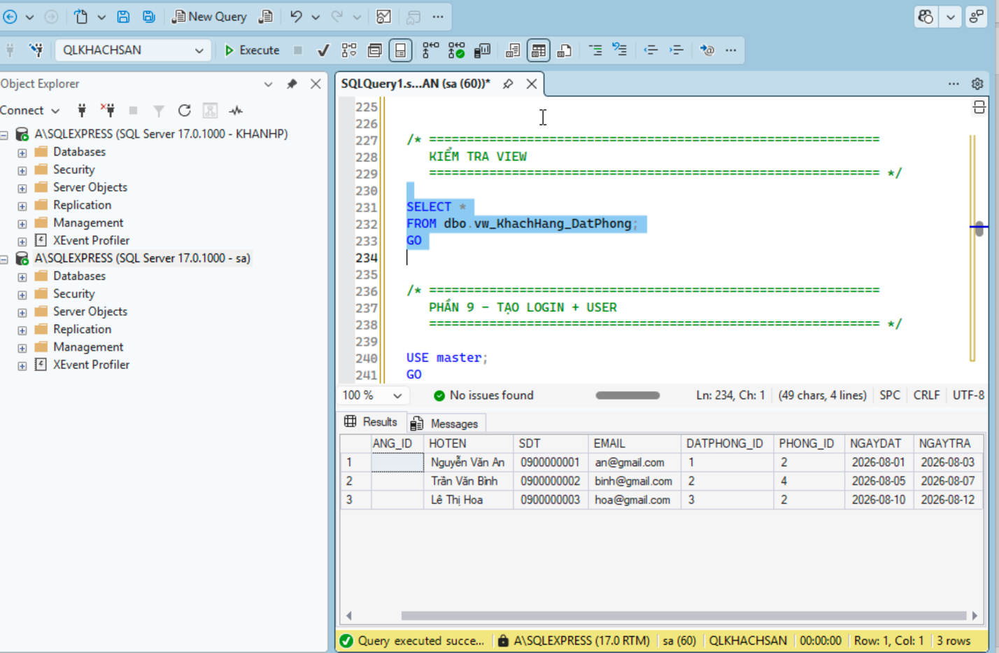 New Query
QLKHACHSAN
Execute
Object Explorer
Connect
A\SQLEXPRESS (SQL Server 17.0.1000 - KHANHP)
Databases
Security
Server Objects
Replication
Management
XEvent Profiler
A\SQLEXPRESS (SQL Server 17.0.1000 - sa)
Databases
Security
Server Objects
Replication
Management
XEvent Profiler
SQLQuery1.s...AN (sa (60))*
225
226
227 /* ============================================================
228 KIỂM TRA VIEW
229 ============================================================ */
230
231 SELECT *
232 FROM dbo.vw_KhachHang_DatPhong;
233 GO
234
235
236 /* ============================================================
237 PHẦN 9 - TẠO LOGIN + USER
238 ============================================================ */
239
240 USE master;
241 GO
100 % No issues found Ln: 234, Ch: 1 (49 chars, 4 lines) SPC CRLF UTF-8
Results Messages
ANG_ID HOTEN SDT EMAIL DATPHONG_ID PHONG_ID NGAYDAT NGAYTRA
1 Nguyễn Văn An 0900000001 an@gmail.com 1 2 2026-08-01 2026-08-03
2 Trần Văn Bình 0900000002 binh@gmail.com 2 4 2026-08-05 2026-08-07
3 Lê Thị Hoa 0900000003 hoa@gmail.com 3 2 2026-08-10 2026-08-12
Query executed succe... A\SQLEXPRESS (17.0 RTM) sa (60) QLKHACHSAN 00:00:00 Row: 1, Col: 1 3 rows